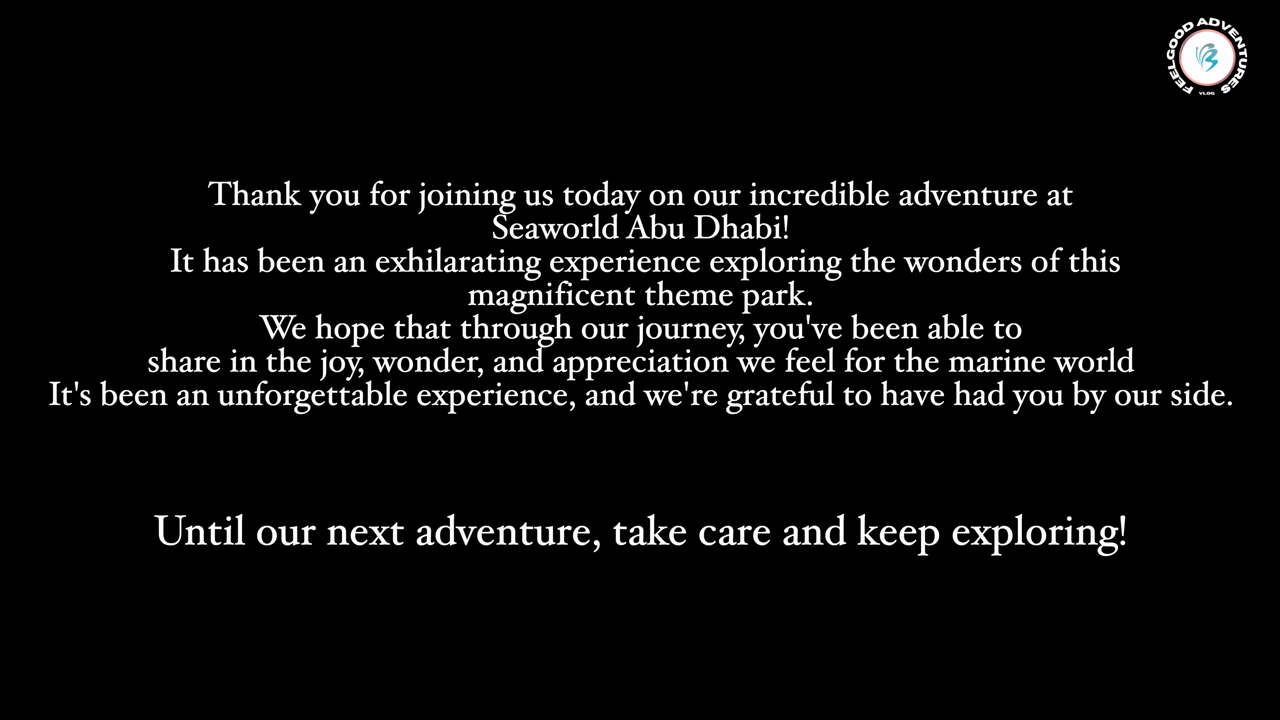 FEELGOOD ADVENTURES
VLOG
Thank you for joining us today on our incredible adventure at
Seaworld Abu Dhabi!
It has been an exhilarating experience exploring the wonders of this
magnificent theme park.
We hope that through our journey, you've been able to
share in the joy, wonder, and appreciation we feel for the marine world
It's been an unforgettable experience, and we're grateful to have had you by our side.
Until our next adventure, take care and keep exploring!